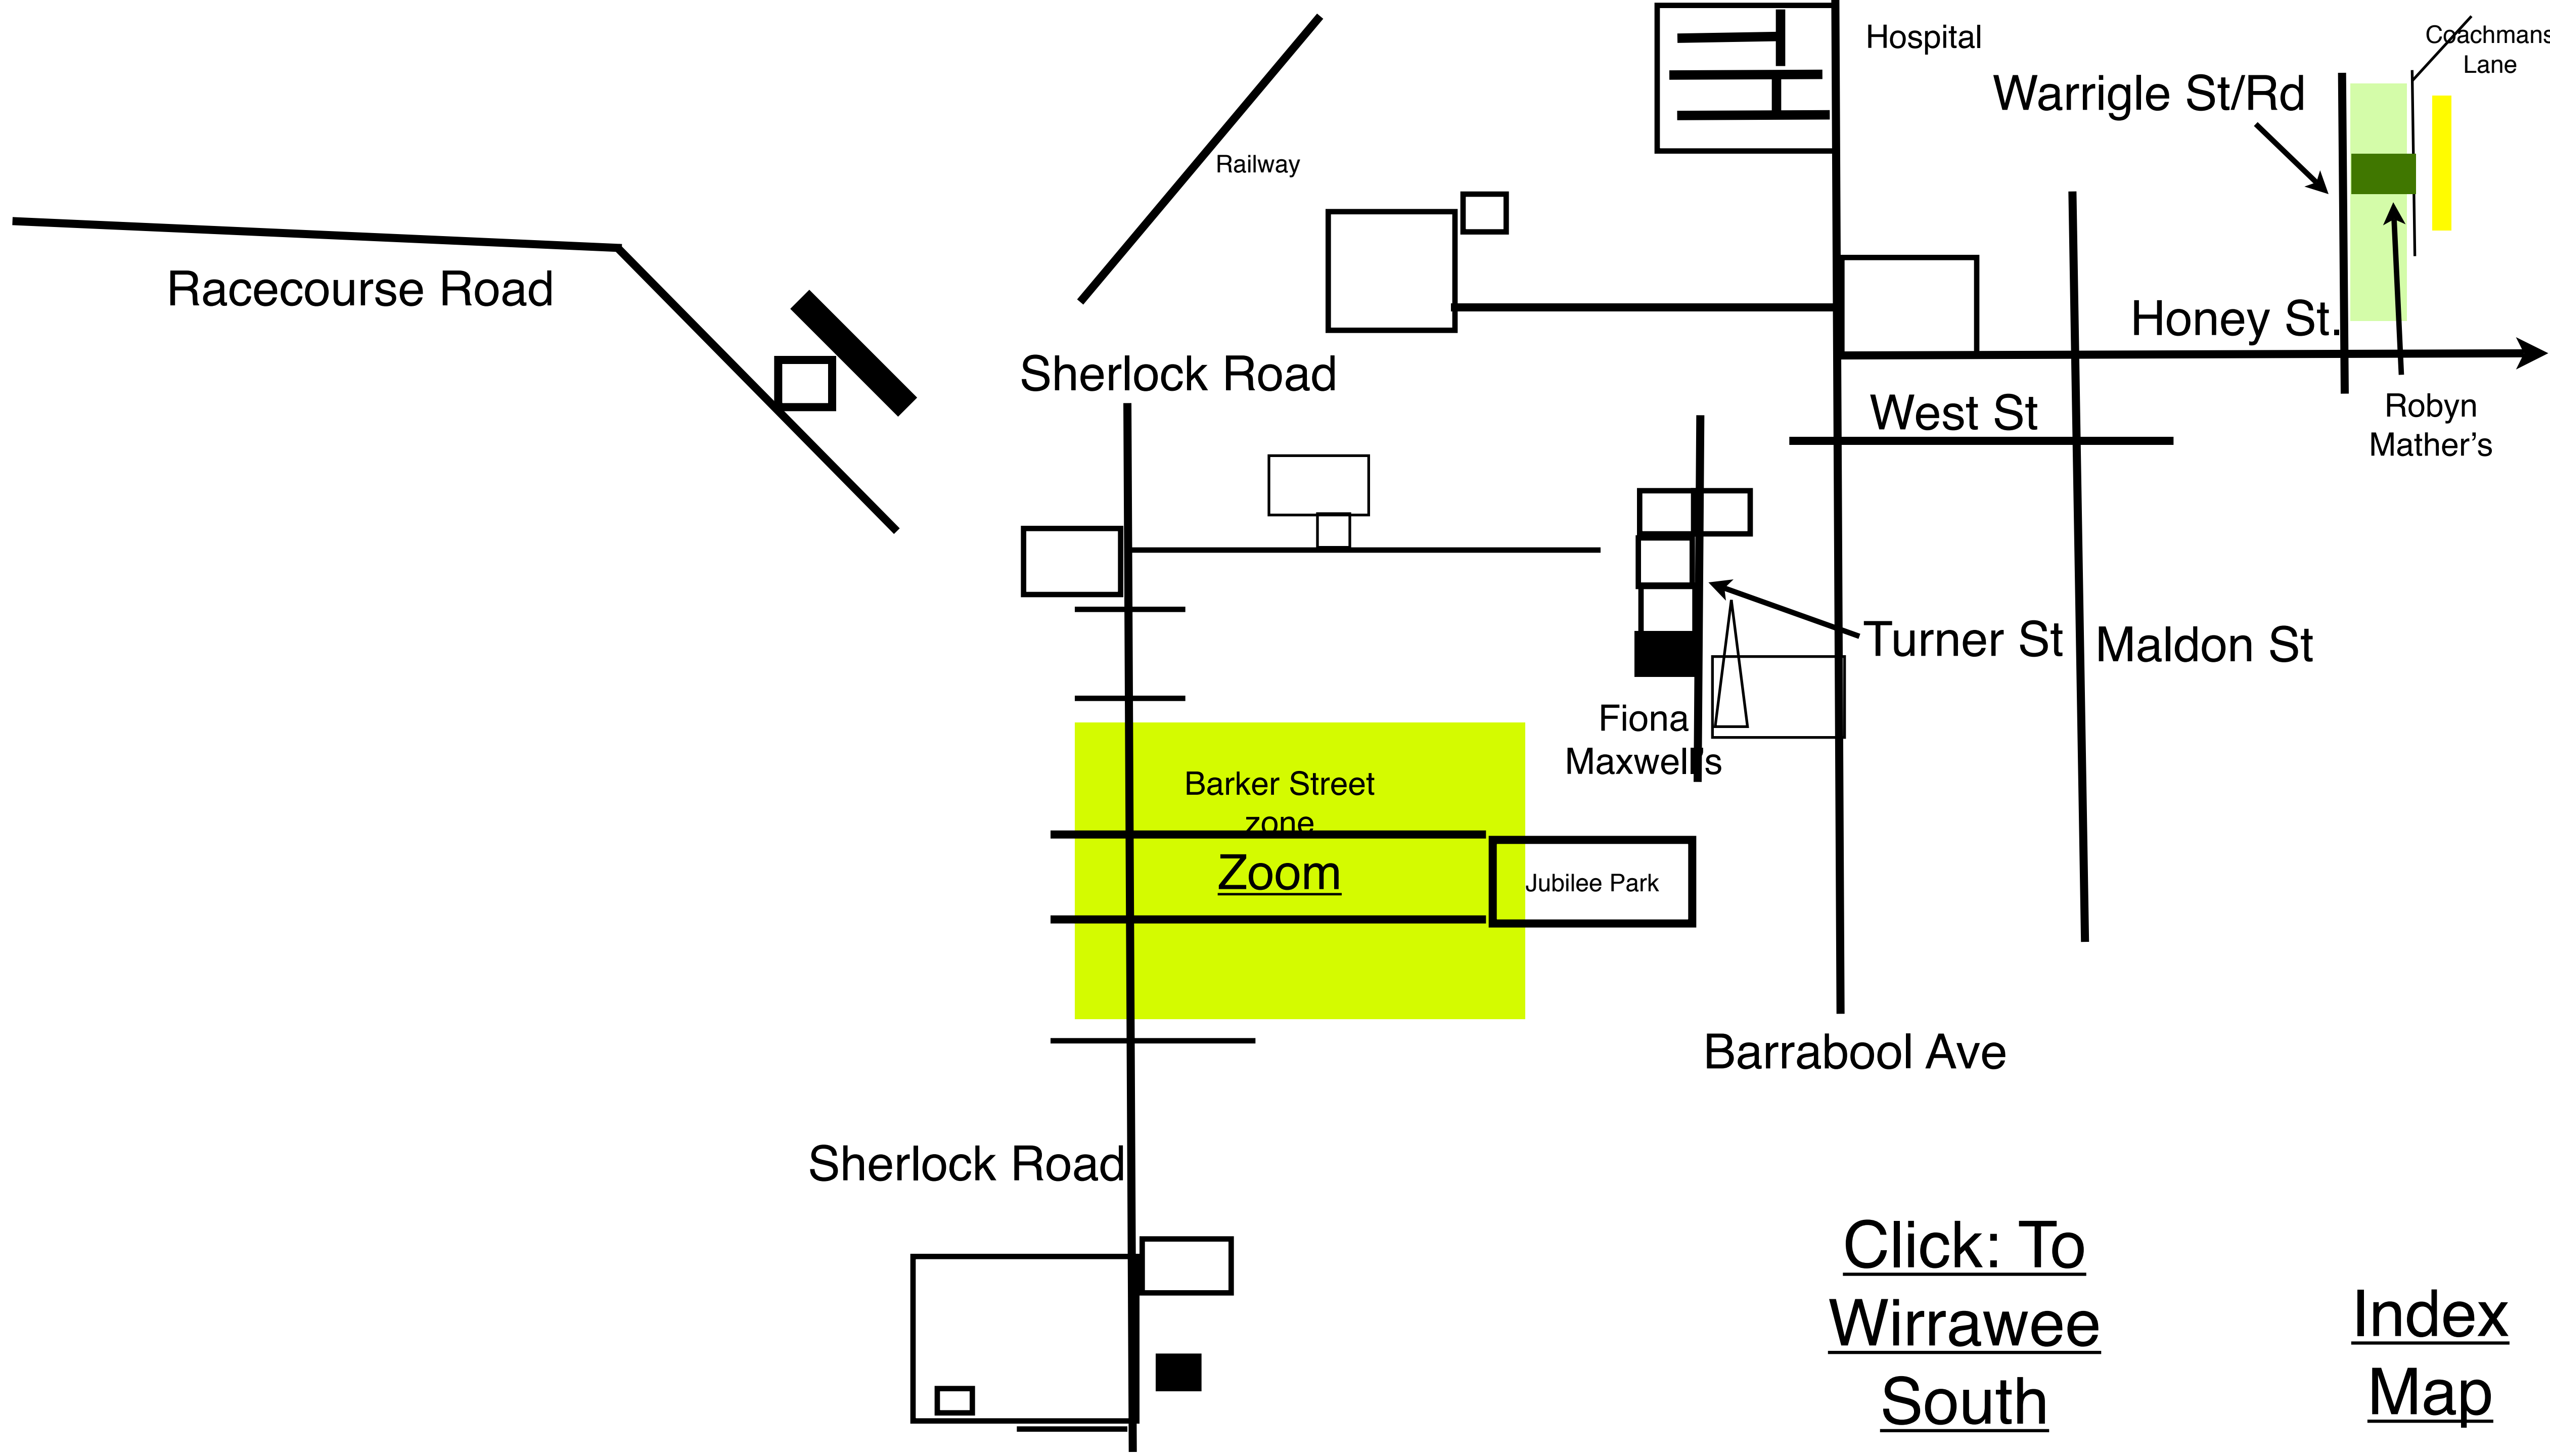 Hospital
Coachmans
Lane
Warrigle St/Rd
Railway
Racecourse Road
Honey St.
Sherlock Road
West St
Robyn
Mather’s
Turner St
Maldon St
Fiona
Maxwell’s
Barker Street
zone
Zoom
Jubilee Park
Barrabool Ave
Sherlock Road
Click: To
Wirrawee
South
Index
Map